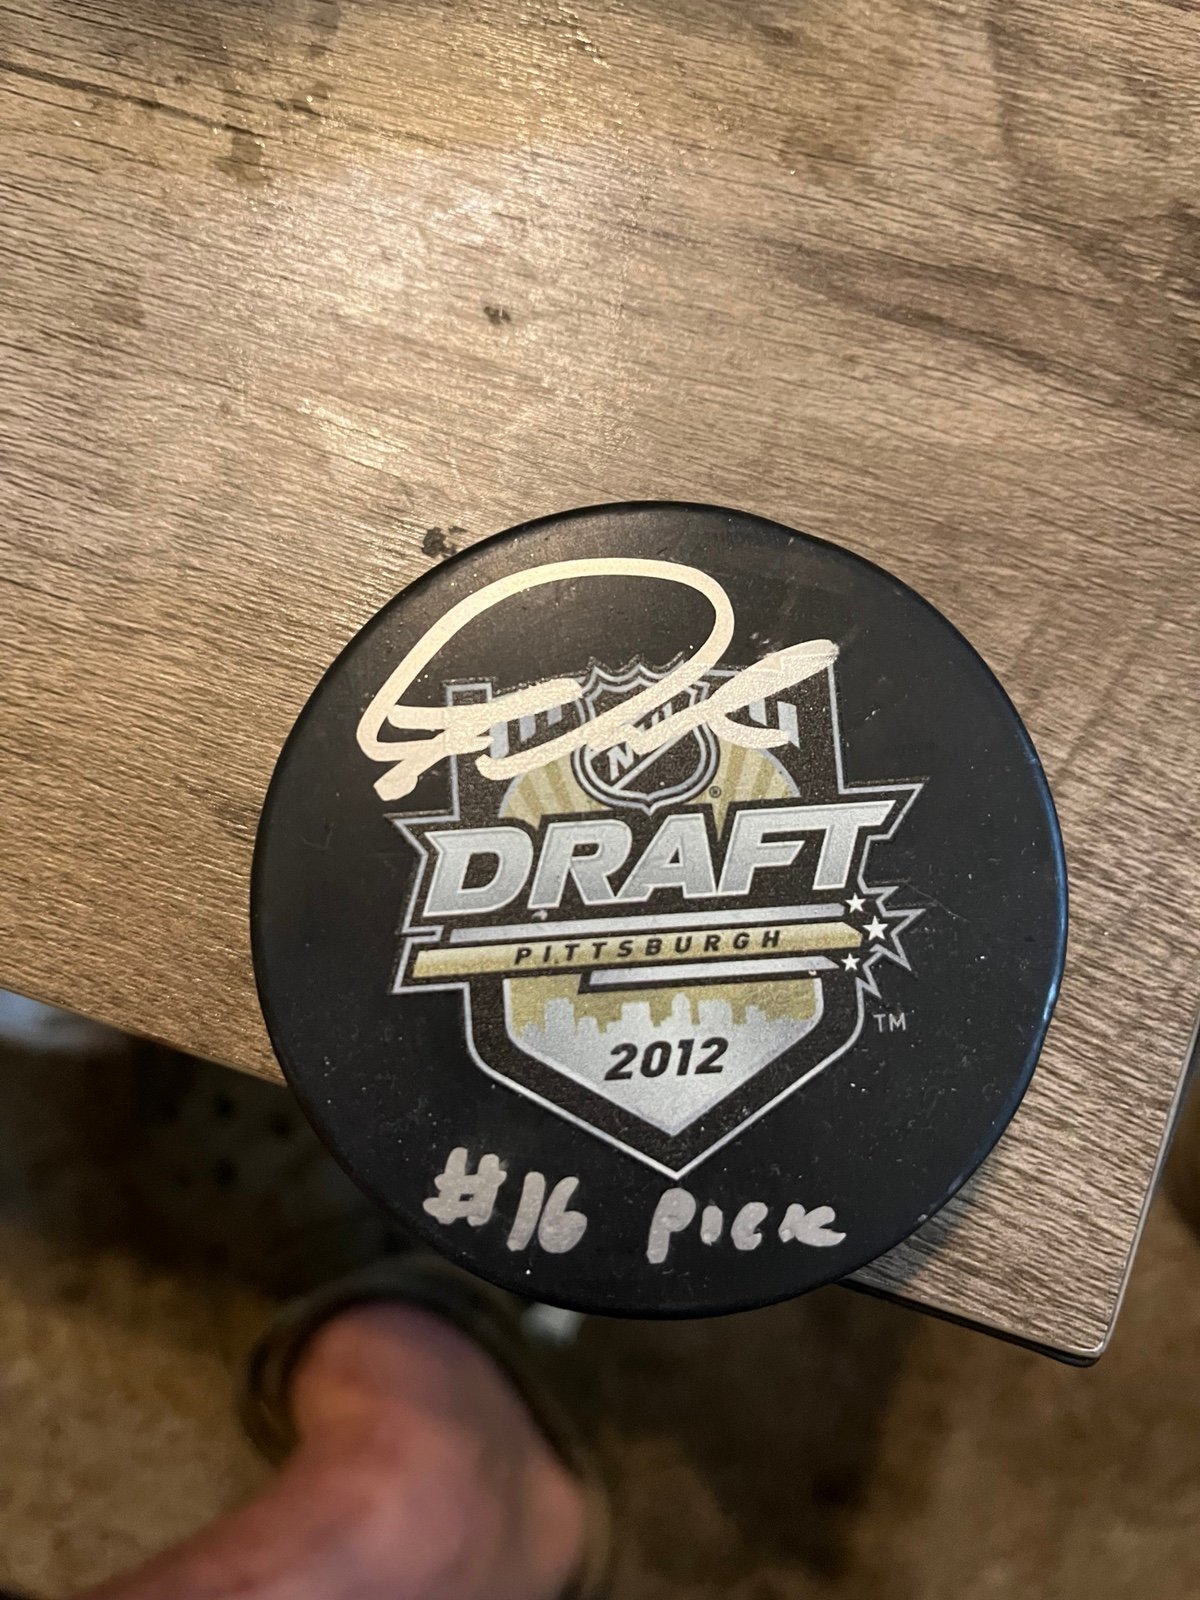 NHL
®
DRAFT
PITTSBURGH
TM
2012
#16 PICK